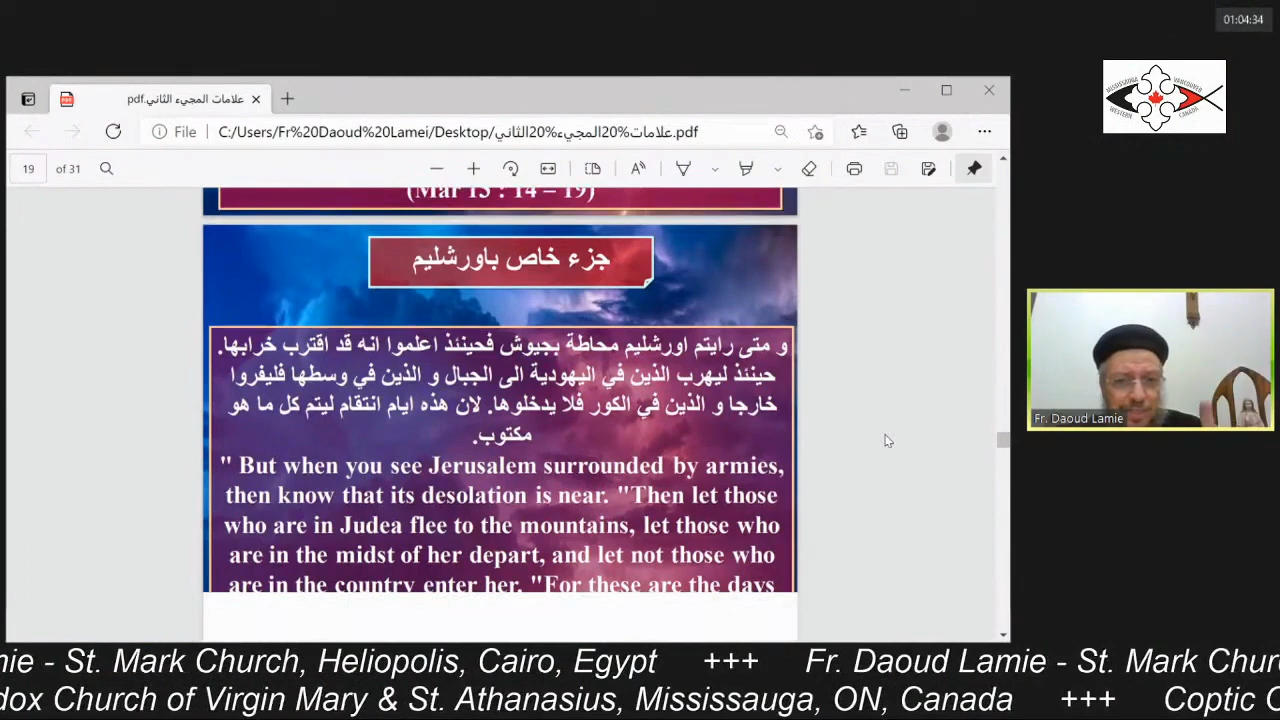 01:04:34
علامات المجيء الثاني.pdf
File
C:/Users/Fr%20Daoud%20Lamei/Desktop/علامات%20المجيء%20الثاني.pdf
19 of 31
MISSISSAUGA VANCOUVER
WESTERN CANADA
(Mar 13 : 14 – 19)
جزء خاص باورشليم
و متى رايتم اورشليم محاطة بجيوش فحينئذ اعلموا انه قد اقترب خرابها.
حينئذ ليهرب الذين في اليهودية الى الجبال و الذين في وسطها فليفروا
خارجا و الذين في الكور فلا يدخلوها. لان هذه ايام انتقام ليتم كل ما هو
مكتوب.
" But when you see Jerusalem surrounded by armies,
then know that its desolation is near. "Then let those
who are in Judea flee to the mountains, let those who
are in the midst of her depart, and let not those who
are in the country enter her. "For these are the days
Fr. Daoud Lamie
mie - St. Mark Church, Heliopolis, Cairo, Egypt +++ Fr. Daoud Lamie - St. Mark Chur
dox Church of Virgin Mary & St. Athanasius, Mississauga, ON, Canada +++ Coptic O